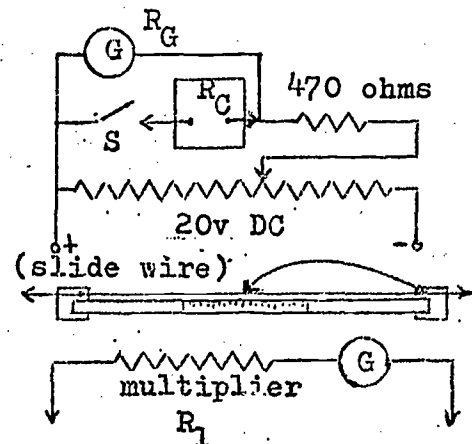 R_G
G
R_C
470 ohms
S
20v DC
+ -
(slide wire)
G
multiplier
R_1